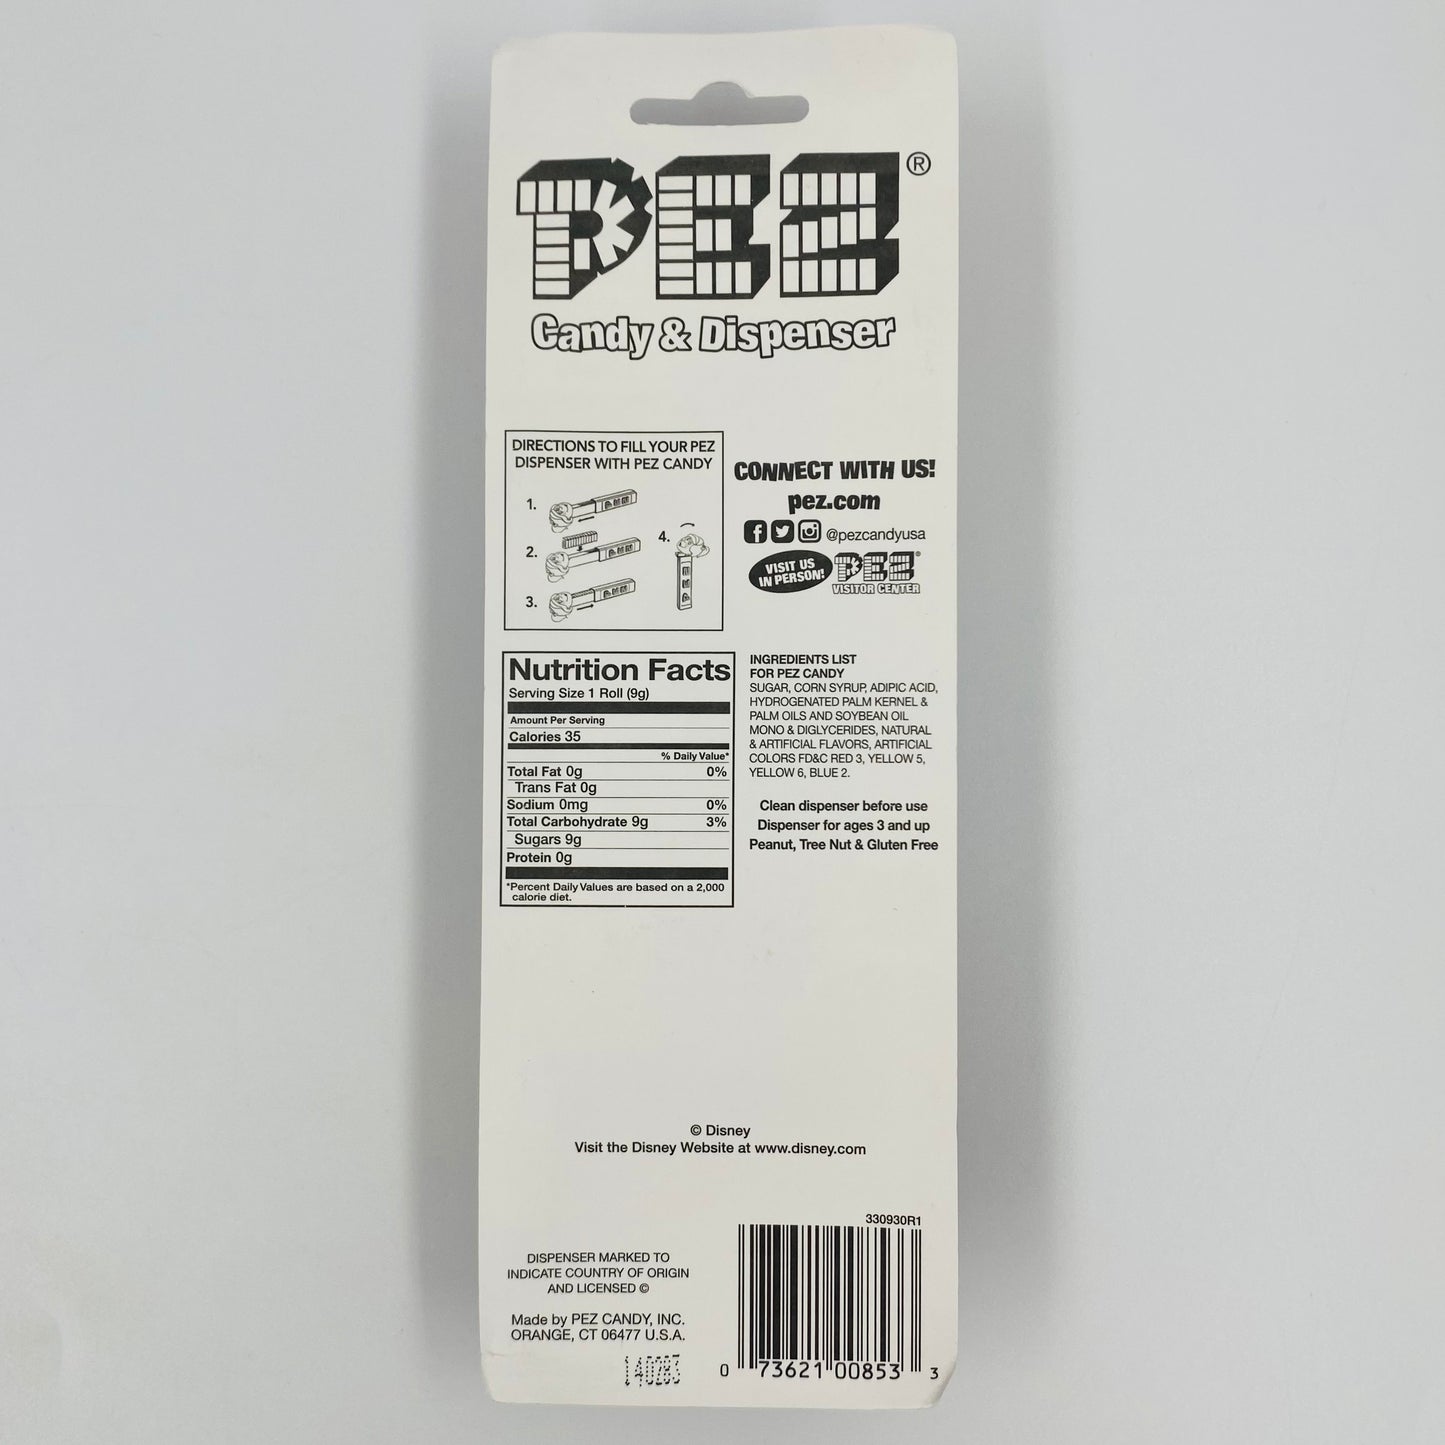 PEZ®
Candy & Dispenser
DIRECTIONS TO FILL YOUR PEZ
DISPENSER WITH PEZ CANDY
1.
2.
3.
4.
CONNECT WITH US!
pez.com
@pezcandyusa
VISIT US
IN PERSON!
PEZ®
VISITOR CENTER
Nutrition Facts
Serving Size 1 Roll (9g)
Amount Per Serving
Calories 35
% Daily Value*
Total Fat 0g 0%
Trans Fat 0g
Sodium 0mg 0%
Total Carbohydrate 9g 3%
Sugars 9g
Protein 0g
*Percent Daily Values are based on a 2,000
calorie diet.
INGREDIENTS LIST
FOR PEZ CANDY
SUGAR, CORN SYRUP, ADIPIC ACID,
HYDROGENATED PALM KERNEL &
PALM OILS AND SOYBEAN OIL
MONO & DIGLYCERIDES, NATURAL
& ARTIFICIAL FLAVORS, ARTIFICIAL
COLORS FD&C RED 3, YELLOW 5,
YELLOW 6, BLUE 2.
Clean dispenser before use
Dispenser for ages 3 and up
Peanut, Tree Nut & Gluten Free
© Disney
Visit the Disney Website at www.disney.com
DISPENSER MARKED TO
INDICATE COUNTRY OF ORIGIN
AND LICENSED ©
Made by PEZ CANDY, INC.
ORANGE, CT 06477 U.S.A.
140283
330930R1
0 73621 00853 3